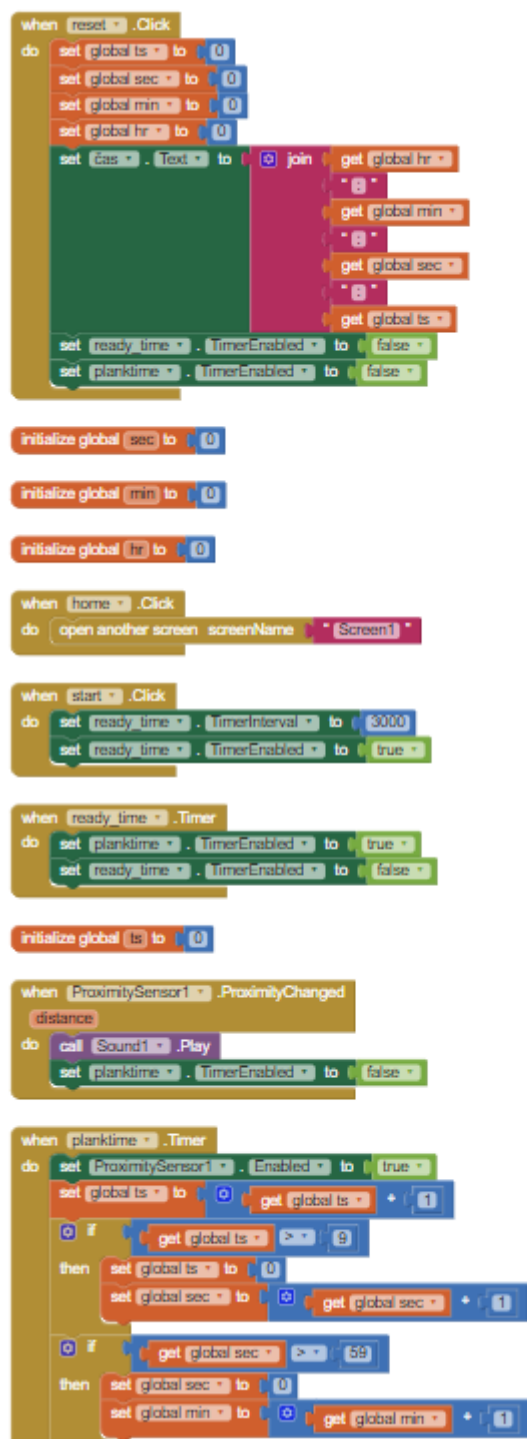 when reset .Click
do set global ts to 0
set global sec to 0
set global min to 0
set global hr to 0
set čas . Text to join get global hr
" : "
get global min
" : "
get global sec
" : "
get global ts
set ready_time . TimerEnabled to false
set planktime . TimerEnabled to false
initialize global sec to 0
initialize global min to 0
initialize global hr to 0
when home .Click
do open another screen screenName " Screen1 "
when start .Click
do set ready_time . TimerInterval to 3000
set ready_time . TimerEnabled to true
when ready_time .Timer
do set planktime . TimerEnabled to true
set ready_time . TimerEnabled to false
initialize global ts to 0
when ProximitySensor1 .ProximityChanged
distance
do call Sound1 .Play
set planktime . TimerEnabled to false
when planktime .Timer
do set ProximitySensor1 . Enabled to true
set global ts to get global ts + 1
if get global ts > 9
then set global ts to 0
set global sec to get global sec + 1
if get global sec > 59
then set global sec to 0
set global min to get global min + 1